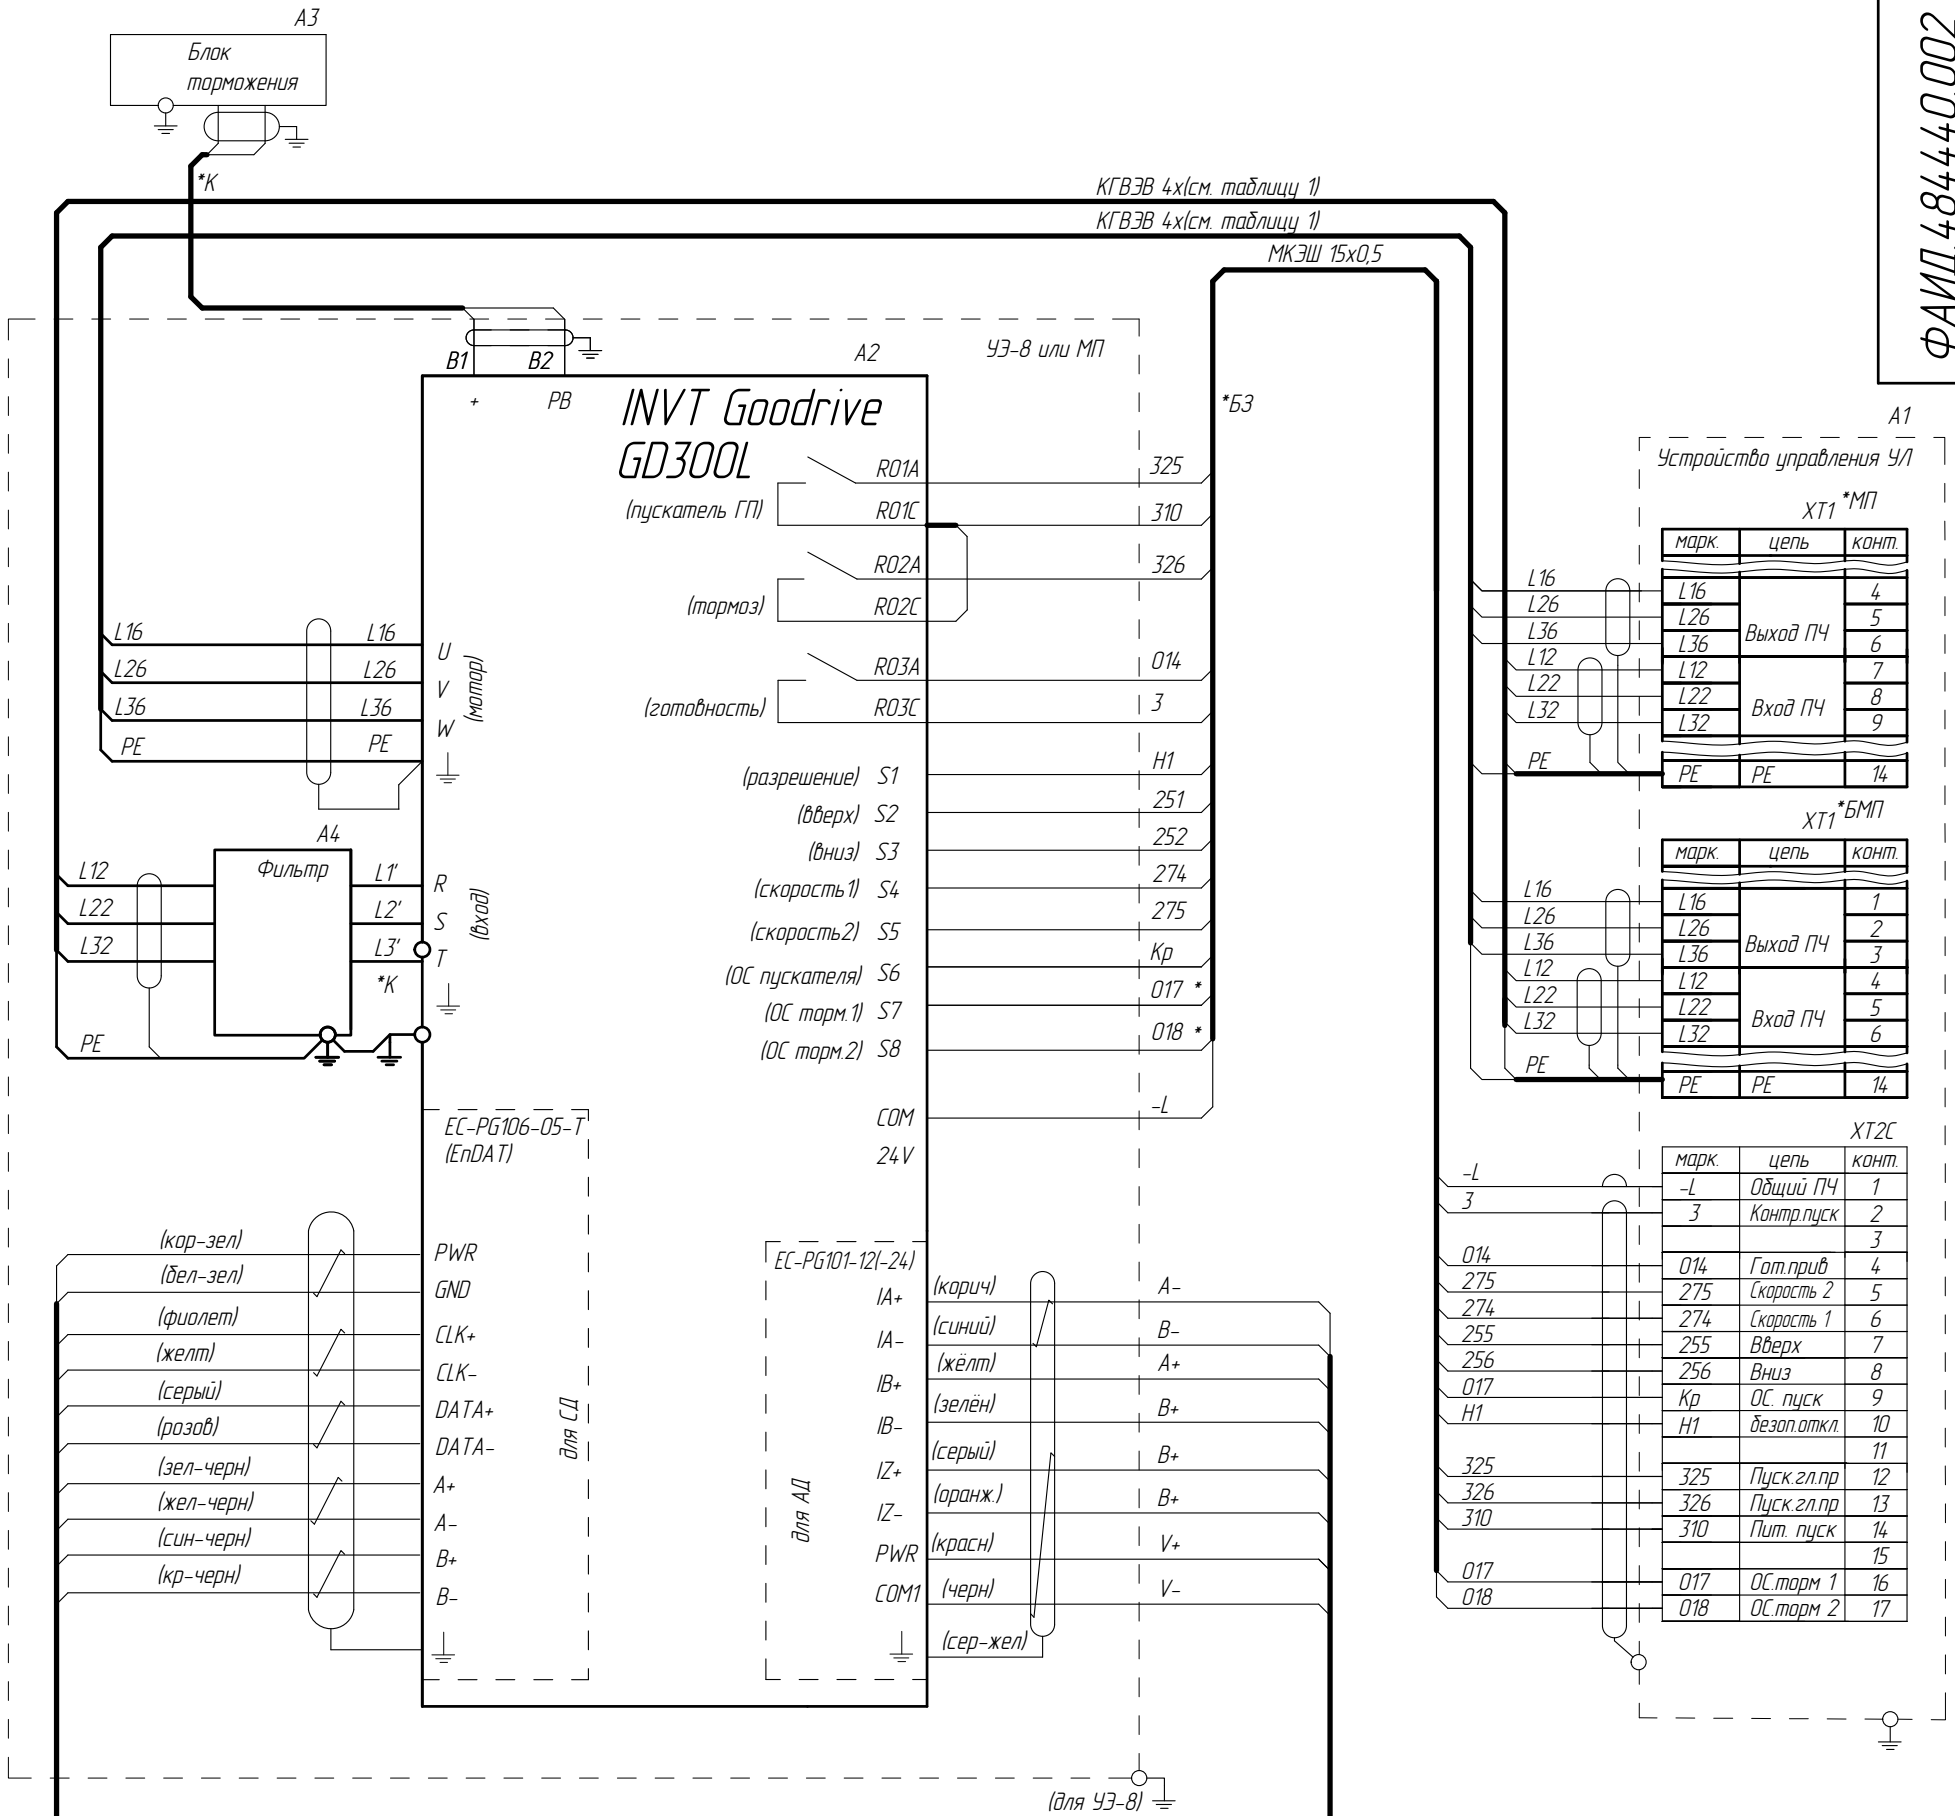 А3
Блок
торможения
*К
КГВЭВ 4х(см. таблицу 1)
КГВЭВ 4х(см. таблицу 1)
МКЭШ 15х0,5
ФАИД.484440.002
B1
B2
А2
УЭ-8 или МП
+
PB
INVT Goodrive
GD300L
*БЗ
R01A
325
(пускатель ГП)
R01C
310
R02A
326
(тормоз)
R02C
R03A
014
(готовность)
R03C
3
(разрешение) S1
H1
(вверх) S2
251
(вниз) S3
252
(скорость1) S4
274
(скорость2) S5
275
(ОС пускателя) S6
Кр
(ОС торм.1) S7
017 *
(ОС торм.2) S8
018 *
COM
-L
24V
L16
L16
U
L26
L26
V
L36
L36
W
PE
PE
(мотор)
А4
Фильтр
L12
L1'
R
L22
L2'
S
L32
L3'
T
(вход)
*К
PE
EC-PG106-05-T
(EnDAT)
(кор-зел)
PWR
(бел-зел)
GND
(фиолет)
CLK+
(желт)
CLK-
(серый)
DATA+
(розов)
DATA-
(зел-черн)
A+
(жел-черн)
A-
(син-черн)
B+
(кр-черн)
B-
для СД
EC-PG101-12(-24)
IA+
(корич)
A-
IA-
(синий)
B-
IB+
(жёлт)
A+
IB-
(зелён)
B+
IZ+
(серый)
B+
IZ-
(оранж.)
B+
PWR
(красн)
V+
COM1
(черн)
V-
(сер-жел)
для АД
(для УЭ-8)
А1
Устройство управления УЛ
XT1 *МП
марк. цепь конт.
L16 L16 4
L26 L26 5
L36 L36 6
Выход ПЧ
L12 L12 7
L22 L22 8
L32 L32 9
Вход ПЧ
PE PE PE 14
XT1 *БМП
марк. цепь конт.
L16 L16 1
L26 L26 2
L36 L36 3
Выход ПЧ
L12 L12 4
L22 L22 5
L32 L32 6
Вход ПЧ
PE PE PE 14
XT2C
марк. цепь конт.
-L -L Общий ПЧ 1
3 3 Контр.пуск 2
3
014 014 Гот.прив 4
275 275 Скорость 2 5
274 274 Скорость 1 6
255 255 Вверх 7
256 256 Вниз 8
017 Кр ОС. пуск 9
H1 H1 безоп.откл. 10
11
325 325 Пуск.гл.пр 12
326 326 Пуск.гл.пр 13
310 310 Пит. пуск 14
15
017 017 ОС.торм 1 16
018 018 ОС.торм 2 17